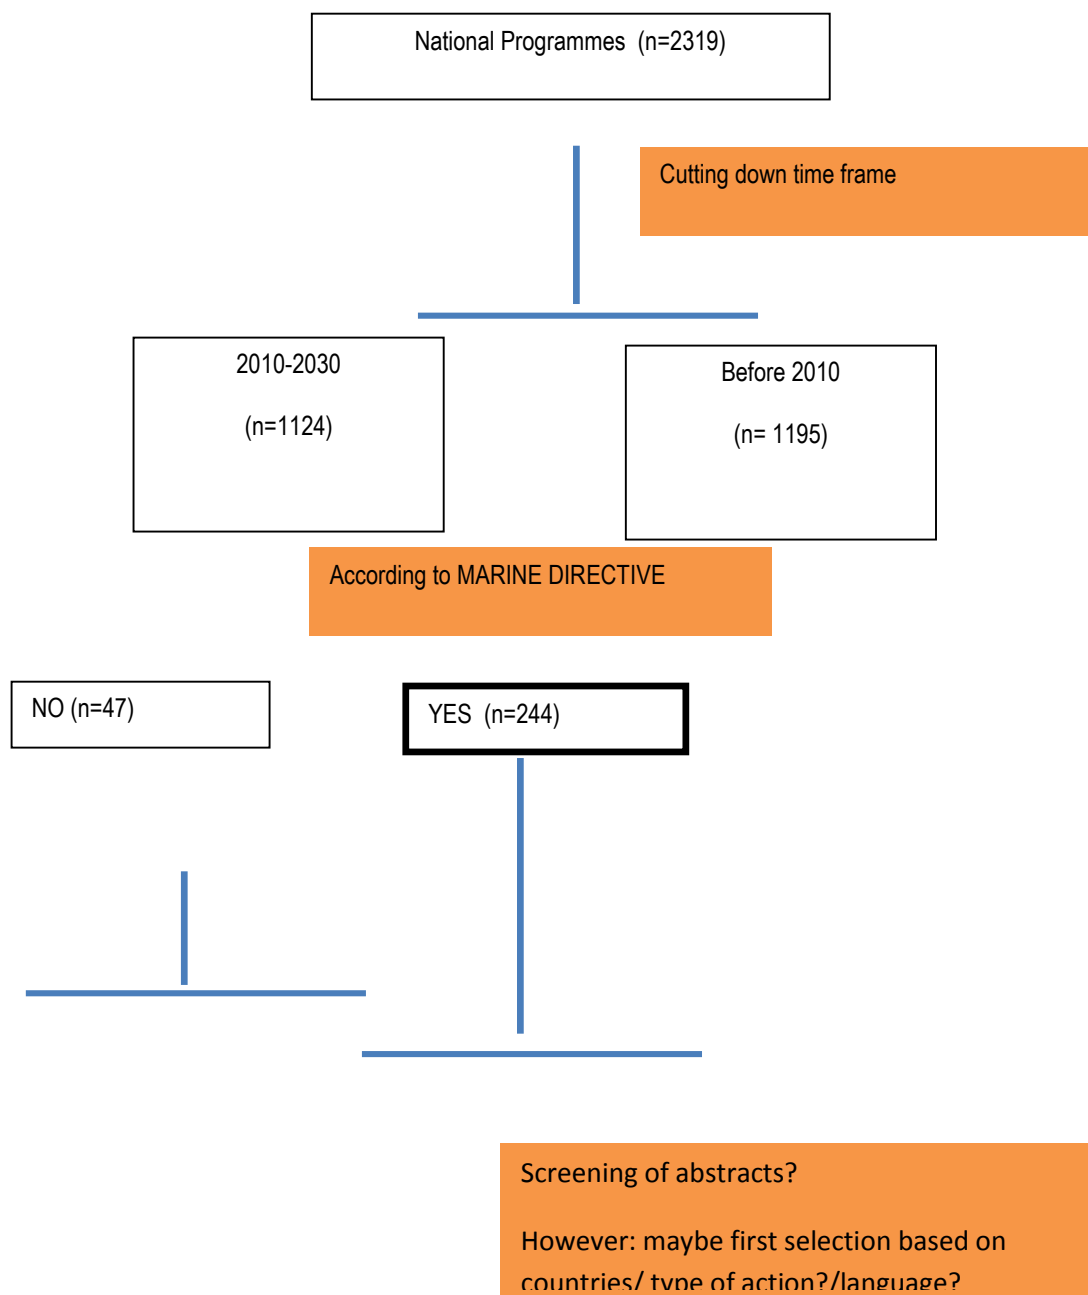 National Programmes (n=2319)
Cutting down time frame
2010-2030
(n=1124)
Before 2010
(n= 1195)
According to MARINE DIRECTIVE
NO (n=47)
YES (n=244)
Screening of abstracts?
However: maybe first selection based on
countries/ type of action?/language?